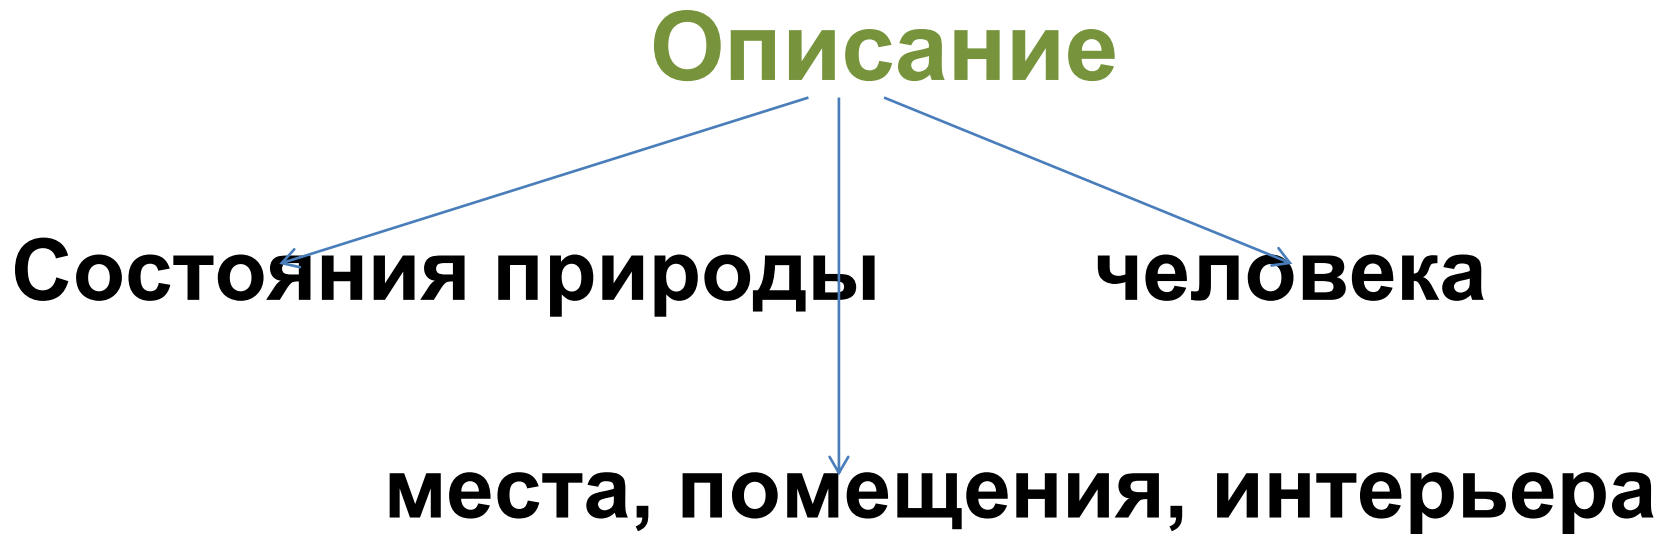 Описание
Состояния природы человека
места, помещения, интерьера